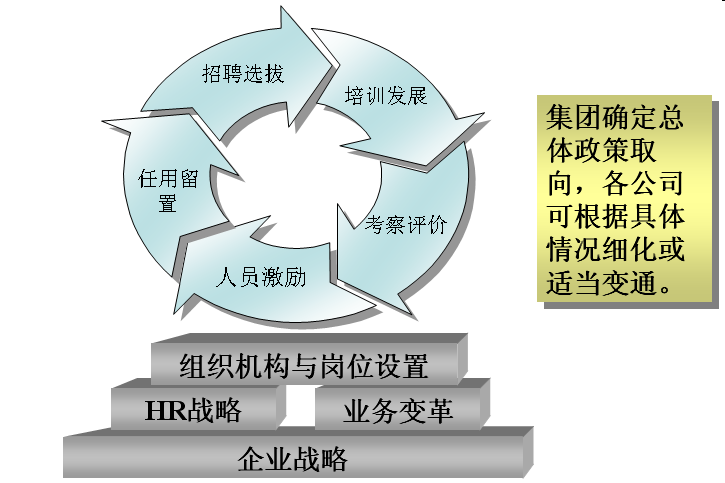 招聘选拔
培训发展
考察评价
人员激励
任用留
置
集团确定总
体政策取
向，各公司
可根据具体
情况细化或
适当变通。
组织机构与岗位设置
HR战略
业务变革
企业战略